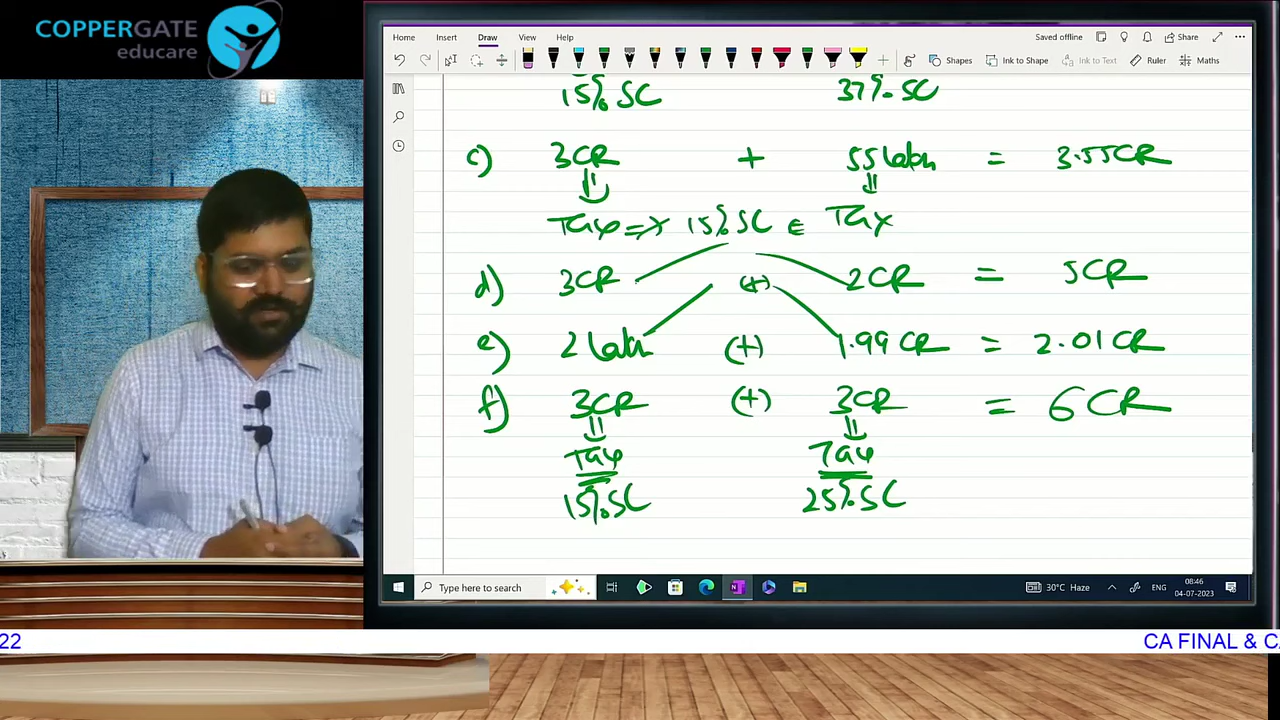 COPPERGATE
educare
Home Insert Draw View Help
Saved offline Share
Shapes Ink to Shape Ink to Text Ruler Maths
15% SC 37% SC
c) 3CR + 55 lakh = 3.55CR
Tax => 15% SC ∈ Tax
d) 3CR (+) 2CR = 5CR
e) 2 lakh (+) 1.99 CR = 2.01 CR
f) 3CR (+) 3CR = 6 CR
Tax Tax
15% SC 25% SC
Type here to search
30°C Haze ENG 08:46
04-07-2023
22 CA FINAL & C